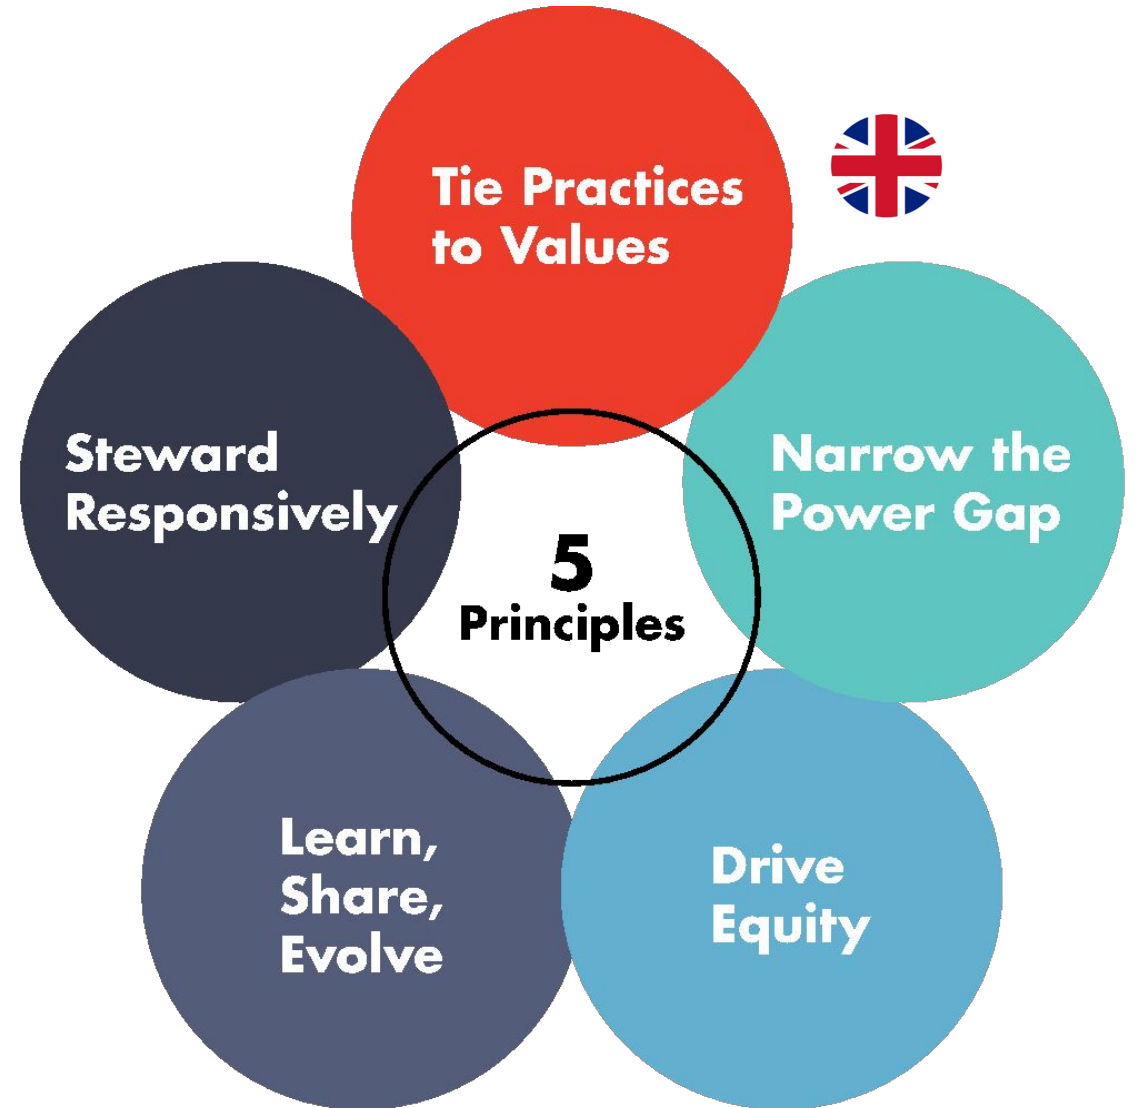 Tie Practices
to Values
Steward
Responsively
Narrow the
Power Gap
5
Principles
Learn,
Share,
Evolve
Drive
Equity